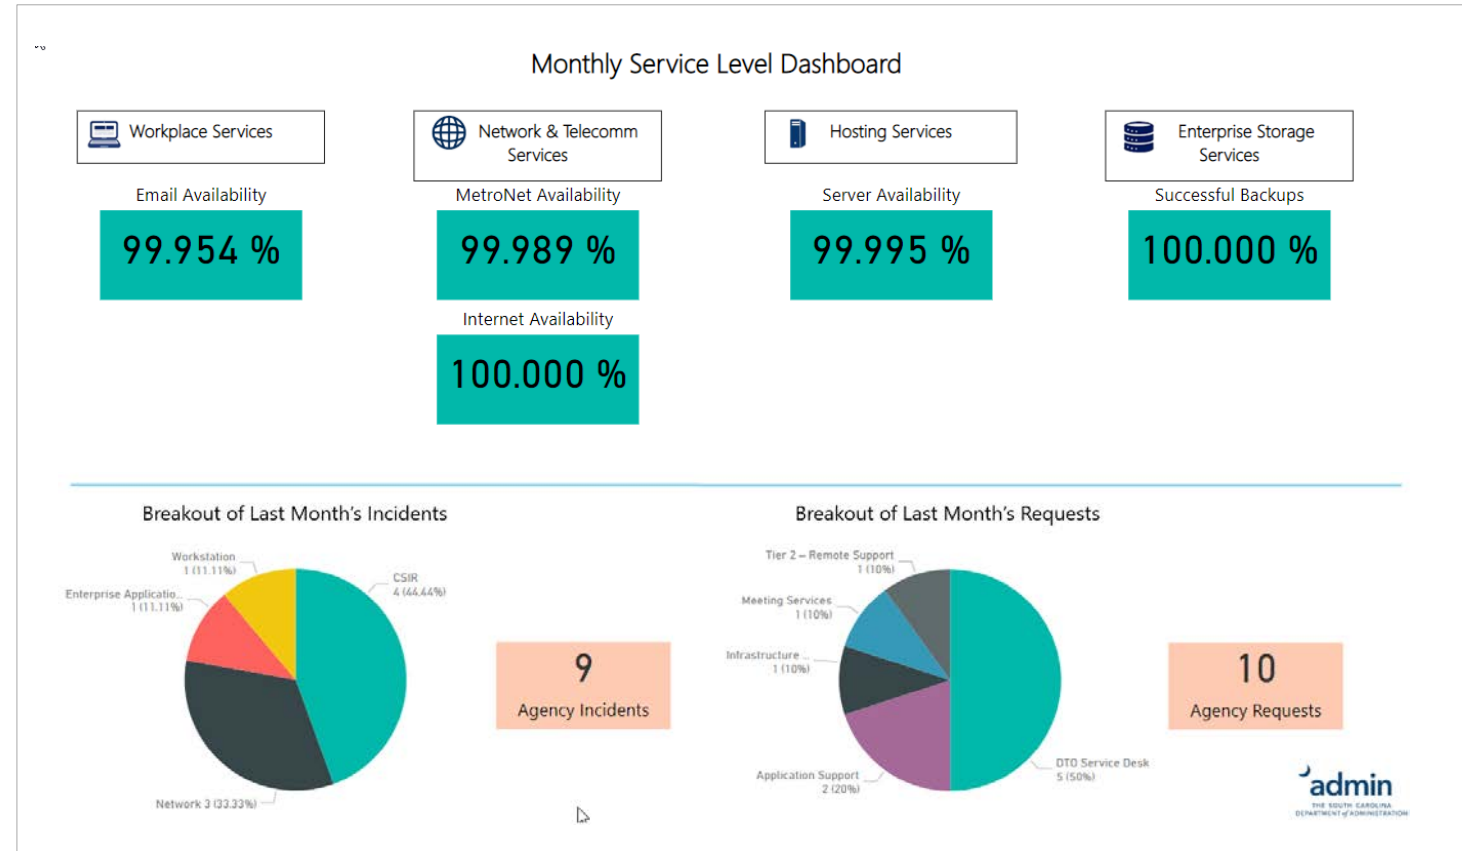 Monthly Service Level Dashboard
Workplace Services
Network & Telecomm
Services
Hosting Services
Enterprise Storage
Services
Email Availability
99.954 %
MetroNet Availability
99.989 %
Internet Availability
100.000 %
Server Availability
99.995 %
Successful Backups
100.000 %
Breakout of Last Month's Incidents
Workstation
1 (11.11%)
Enterprise Applicatio...
1 (11.11%)
CSIR
4 (44.44%)
Network 3 (33.33%)
9
Agency Incidents
Breakout of Last Month's Requests
Tier 2 – Remote Support
1 (10%)
Meeting Services
1 (10%)
Infrastructure ...
1 (10%)
Application Support
2 (20%)
DTO Service Desk
5 (50%)
10
Agency Requests
admin
THE SOUTH CAROLINA
DEPARTMENT of ADMINISTRATION